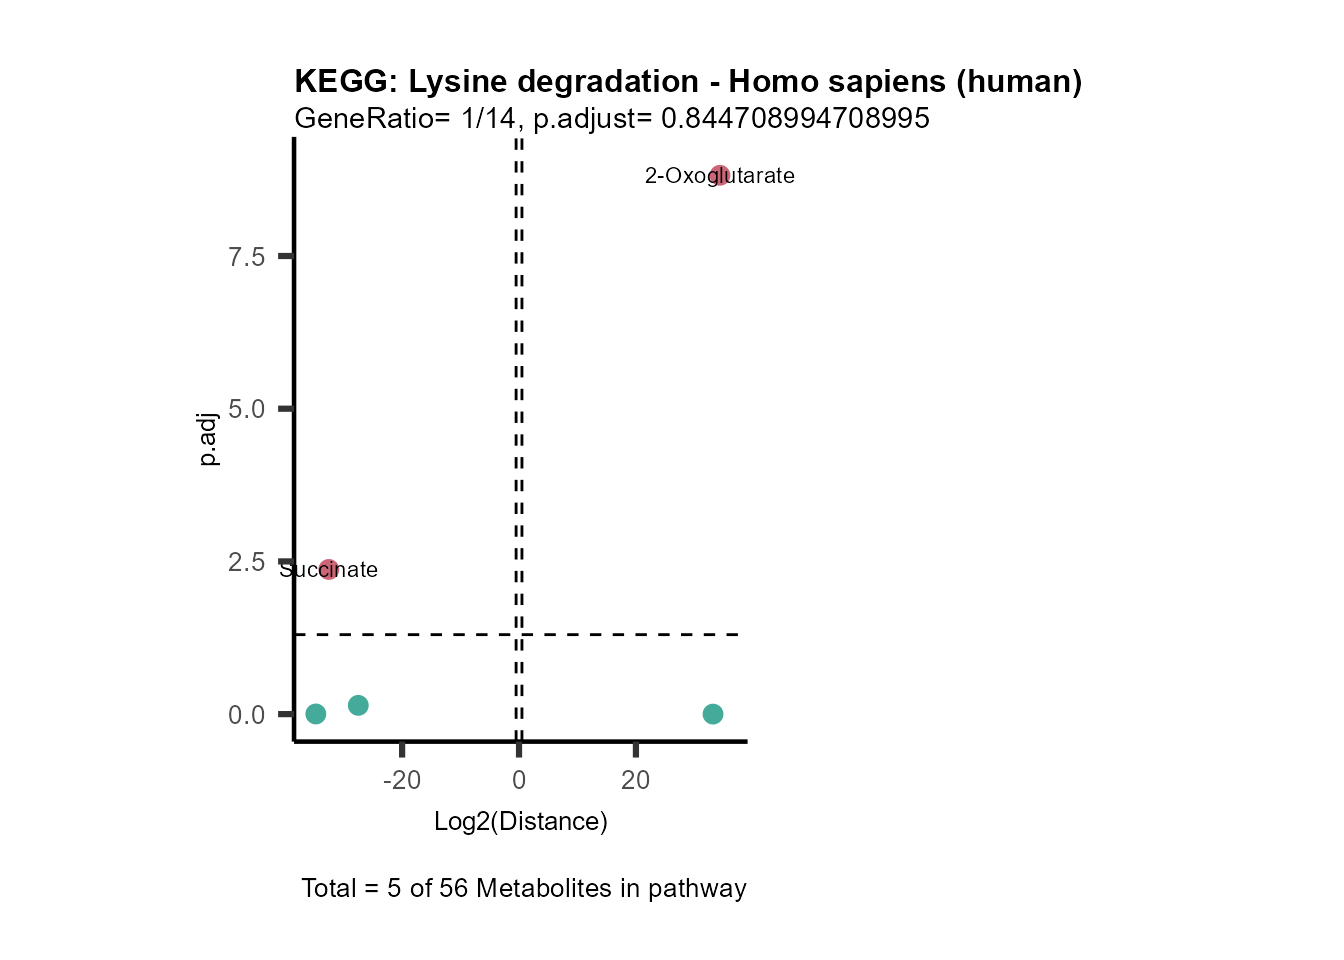 KEGG: Lysine degradation - Homo sapiens (human)
GeneRatio= 1/14, p.adjust= 0.844708994708995
2-Oxoglutarate
7.5
5.0
p.adj
2.5
Succinate
0.0
-20 0 20
Log2(Distance)
Total = 5 of 56 Metabolites in pathway